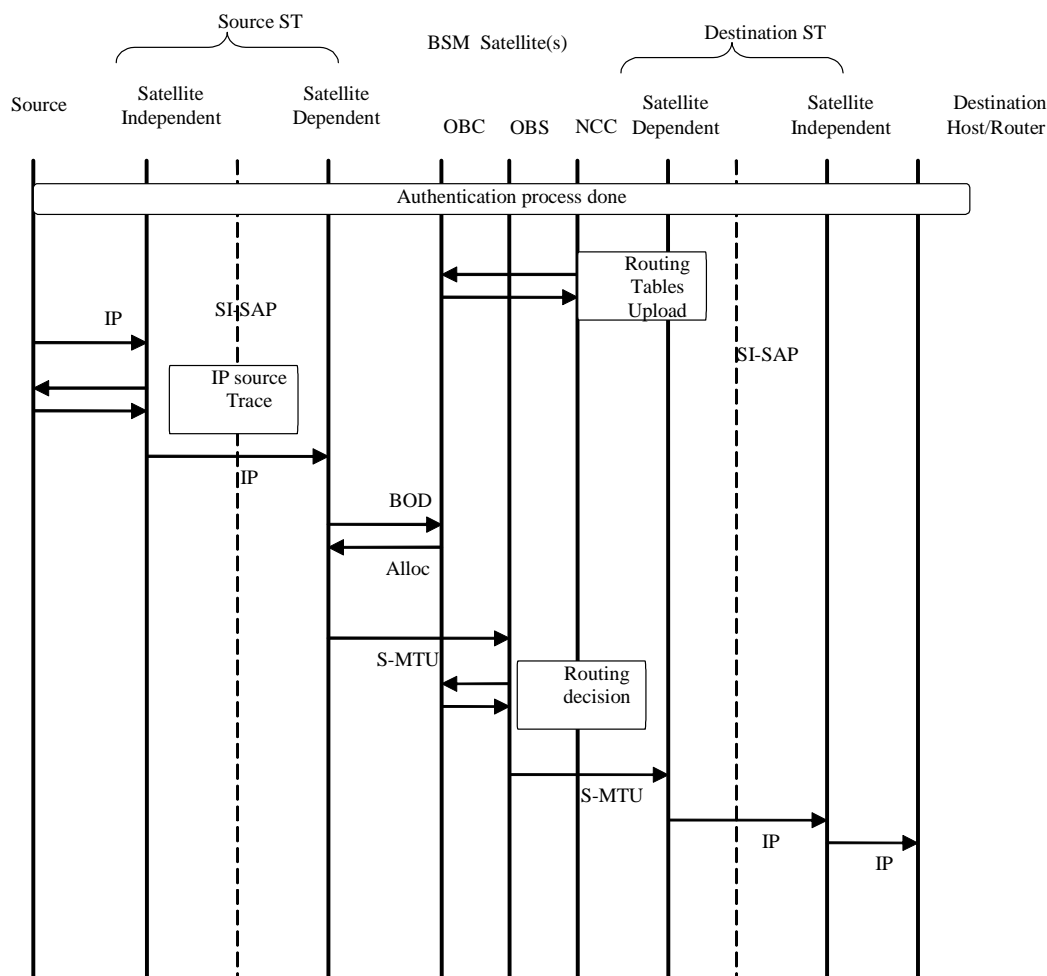 Source ST
BSM Satellite(s)
Destination ST
Source
Satellite
Independent
Satellite
Dependent
OBC
OBS
NCC
Satellite
Dependent
Satellite
Independent
Destination
Host/Router
Authentication process done
Routing
Tables
Upload
IP
SI-SAP
SI-SAP
IP source
Trace
IP
BOD
Alloc
S-MTU
Routing
decision
S-MTU
IP
IP